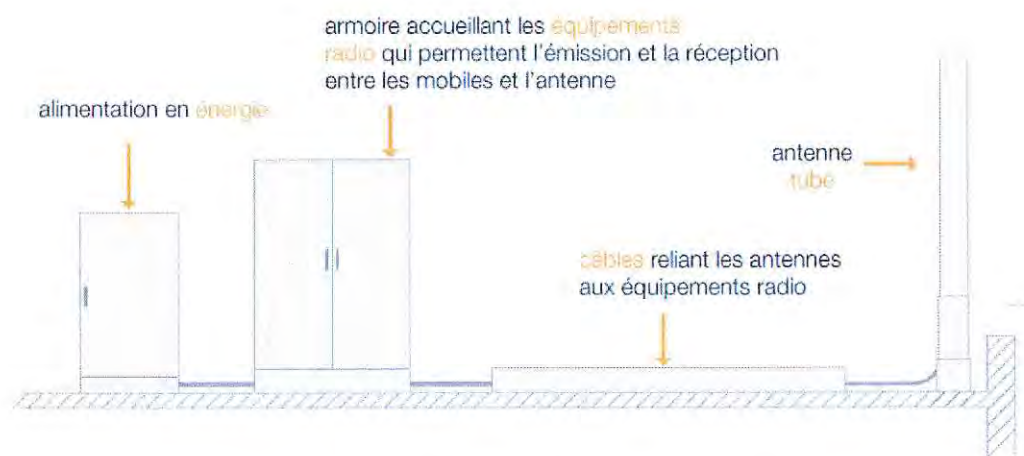 armoire accueillant les équipements
radio qui permettent l'émission et la réception
entre les mobiles et l'antenne
alimentation en énergie
antenne
tube
câbles reliant les antennes
aux équipements radio